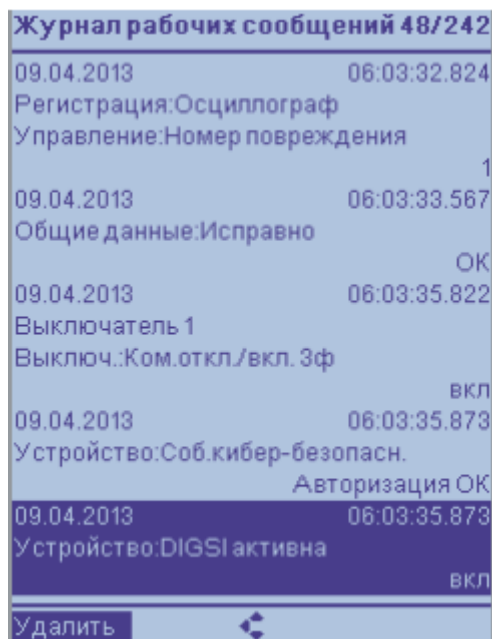 Журнал рабочих сообщений 48/242
09.04.2013 06:03:32.824
Регистрация:Осциллограф
Управление:Номер повреждения
1
09.04.2013 06:03:33.567
Общие данные:Исправно
ОК
09.04.2013 06:03:35.822
Выключатель 1
Выключ.:Ком.откл./вкл. 3ф
вкл
09.04.2013 06:03:35.873
Устройство:Соб.кибер-безопасн.
Авторизация ОК
09.04.2013 06:03:35.873
Устройство:DIGSI активна
вкл
Удалить